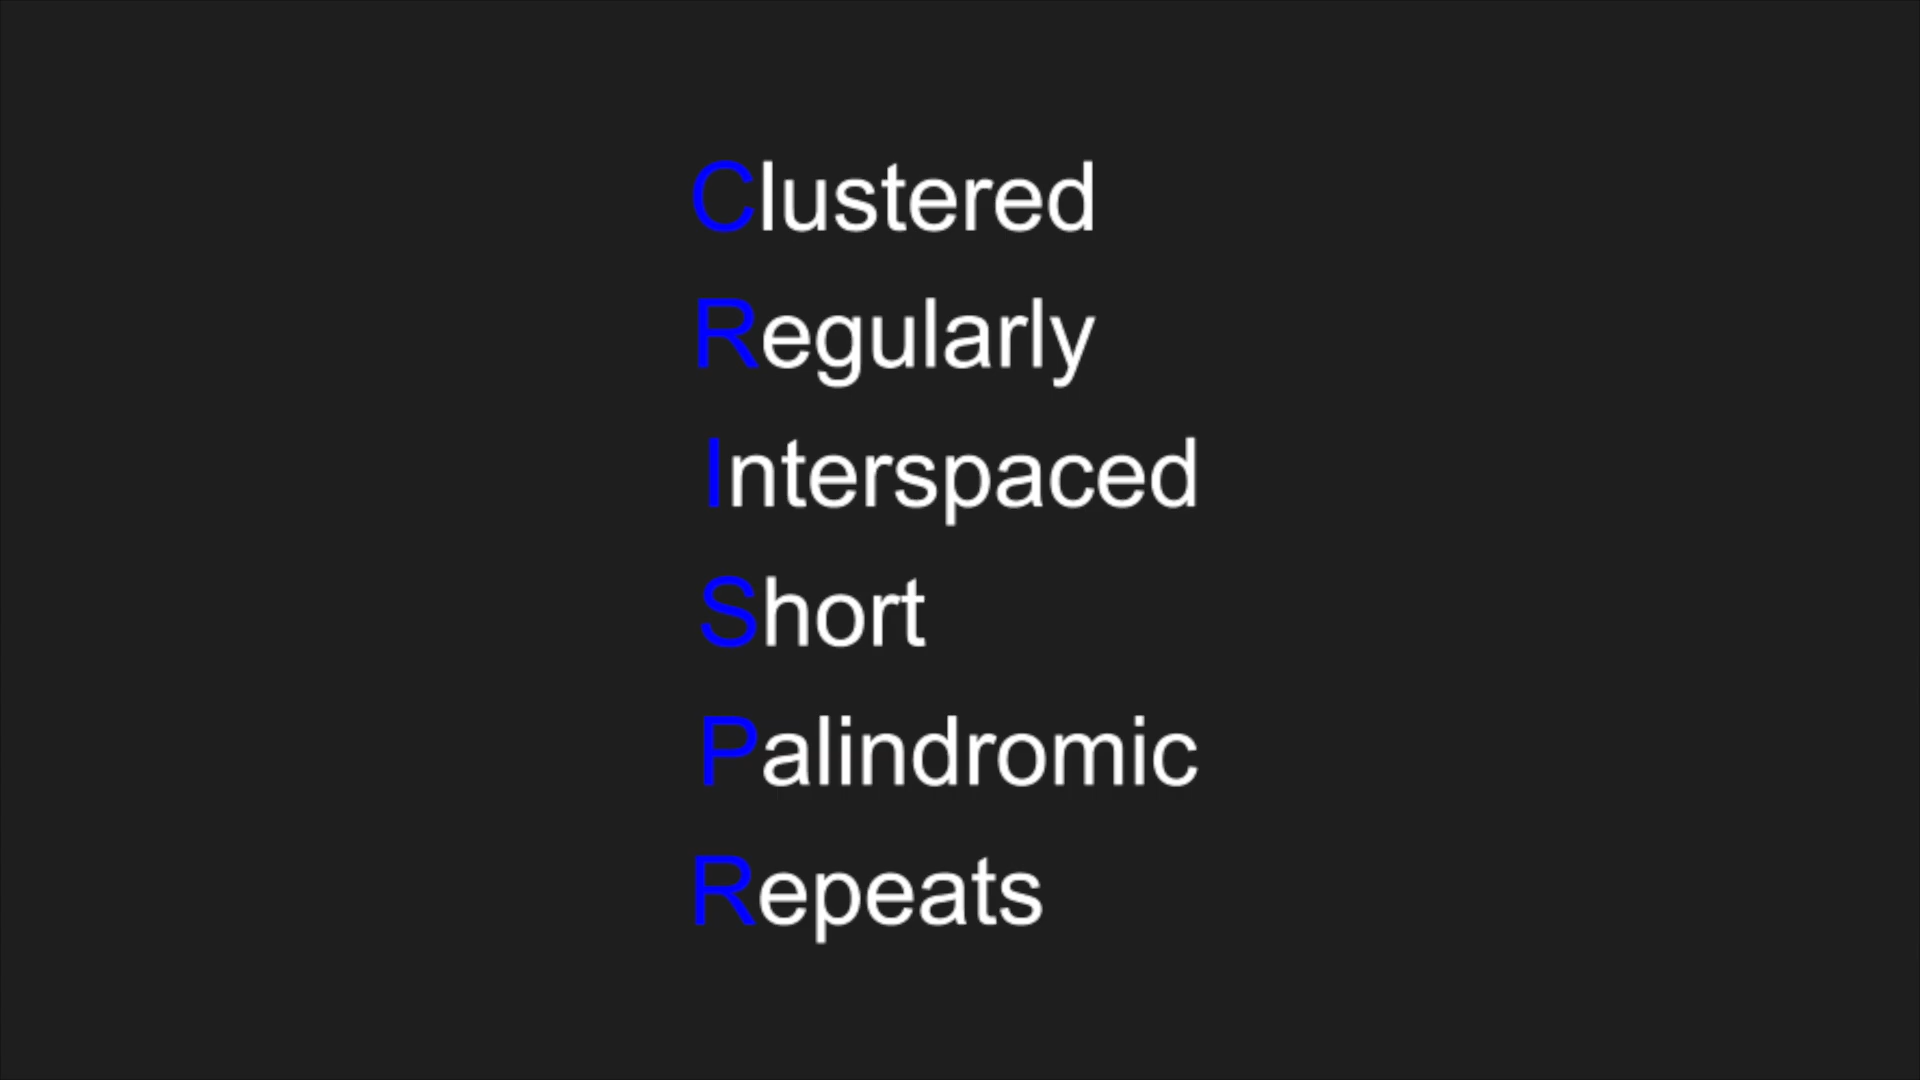 Clustered
Regularly
Interspaced
Short
Palindromic
Repeats